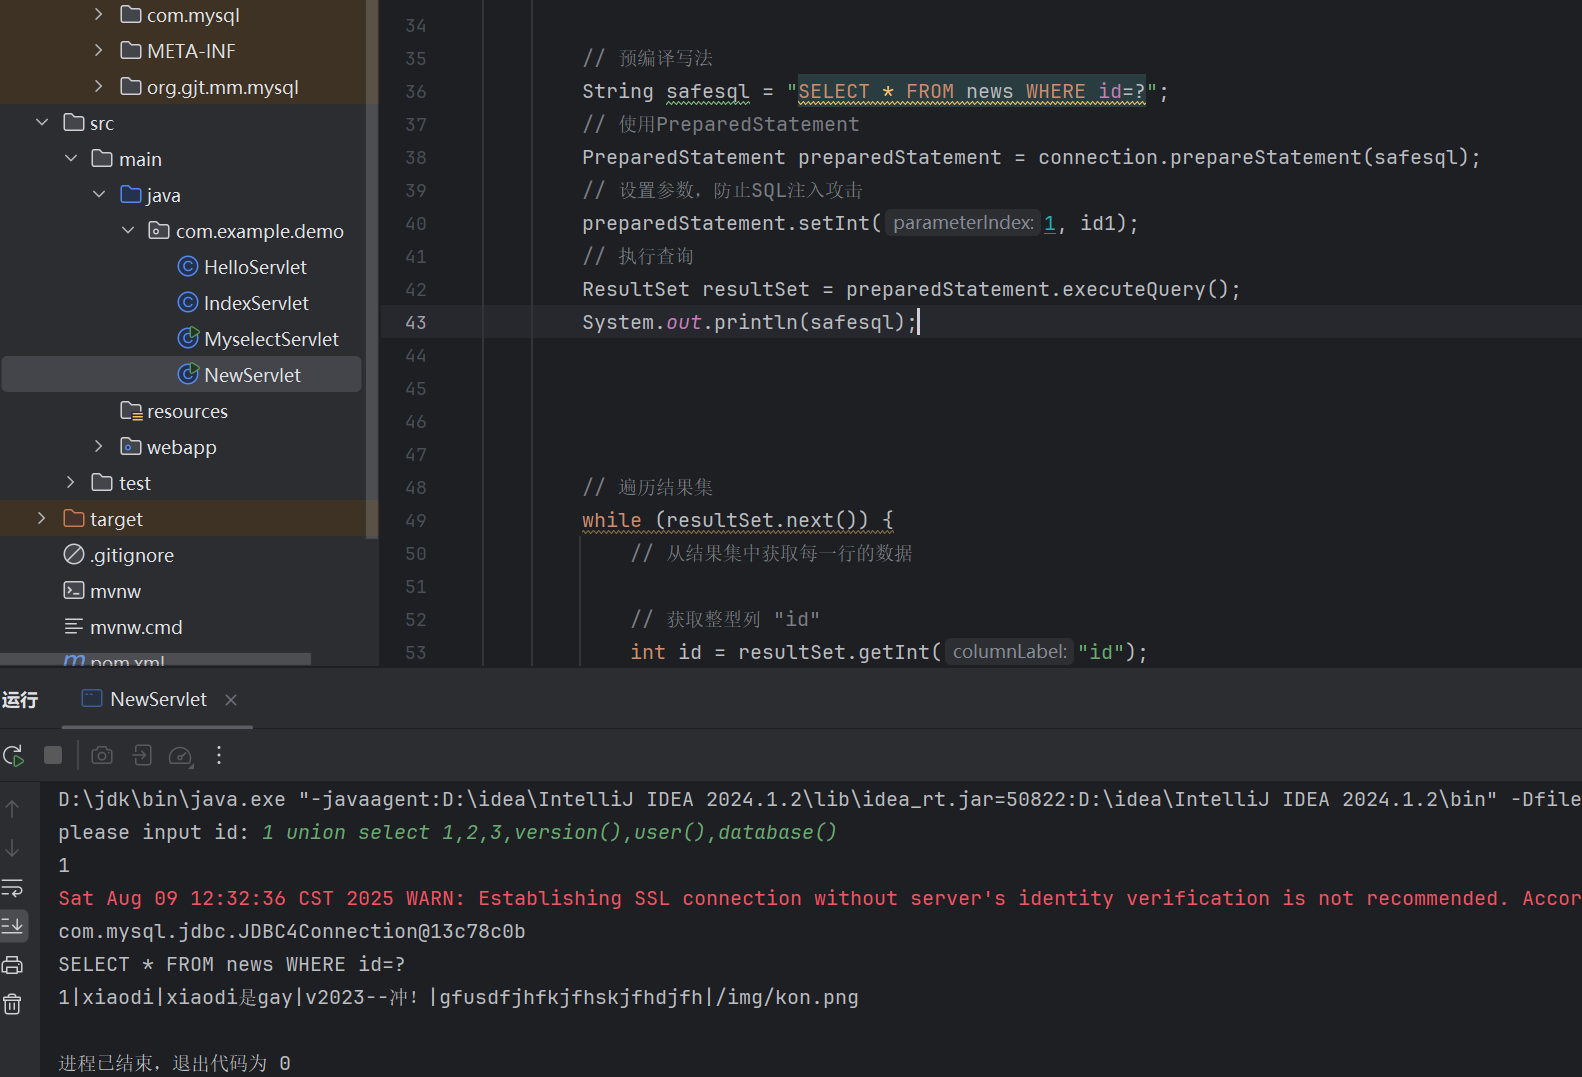 com.mysql
META-INF
org.gjt.mm.mysql
src
main
java
com.example.demo
HelloServlet
IndexServlet
MyselectServlet
NewServlet
resources
webapp
test
target
.gitignore
mvnw
mvnw.cmd
pom.xml
34
35 // 预编译写法
36 String safesql = "SELECT * FROM news WHERE id=?";
37 // 使用PreparedStatement
38 PreparedStatement preparedStatement = connection.prepareStatement(safesql);
39 // 设置参数，防止SQL注入攻击
40 preparedStatement.setInt( parameterIndex: 1, id1);
41 // 执行查询
42 ResultSet resultSet = preparedStatement.executeQuery();
43 System.out.println(safesql);
44
45
46
47
48 // 遍历结果集
49 while (resultSet.next()) {
50 // 从结果集中获取每一行的数据
51
52 // 获取整型列 "id"
53 int id = resultSet.getInt( columnLabel: "id");
运行 NewServlet
D:\jdk\bin\java.exe "-javaagent:D:\idea\IntelliJ IDEA 2024.1.2\lib\idea_rt.jar=50822:D:\idea\IntelliJ IDEA 2024.1.2\bin" -Dfile
please input id: 1 union select 1,2,3,version(),user(),database()
1
Sat Aug 09 12:32:36 CST 2025 WARN: Establishing SSL connection without server's identity verification is not recommended. Accor
com.mysql.jdbc.JDBC4Connection@13c78c0b
SELECT * FROM news WHERE id=?
1|xiaodi|xiaodi是gay|v2023--冲！|gfusdfjhfkjfhskjfhdjfh|/img/kon.png
进程已结束，退出代码为 0